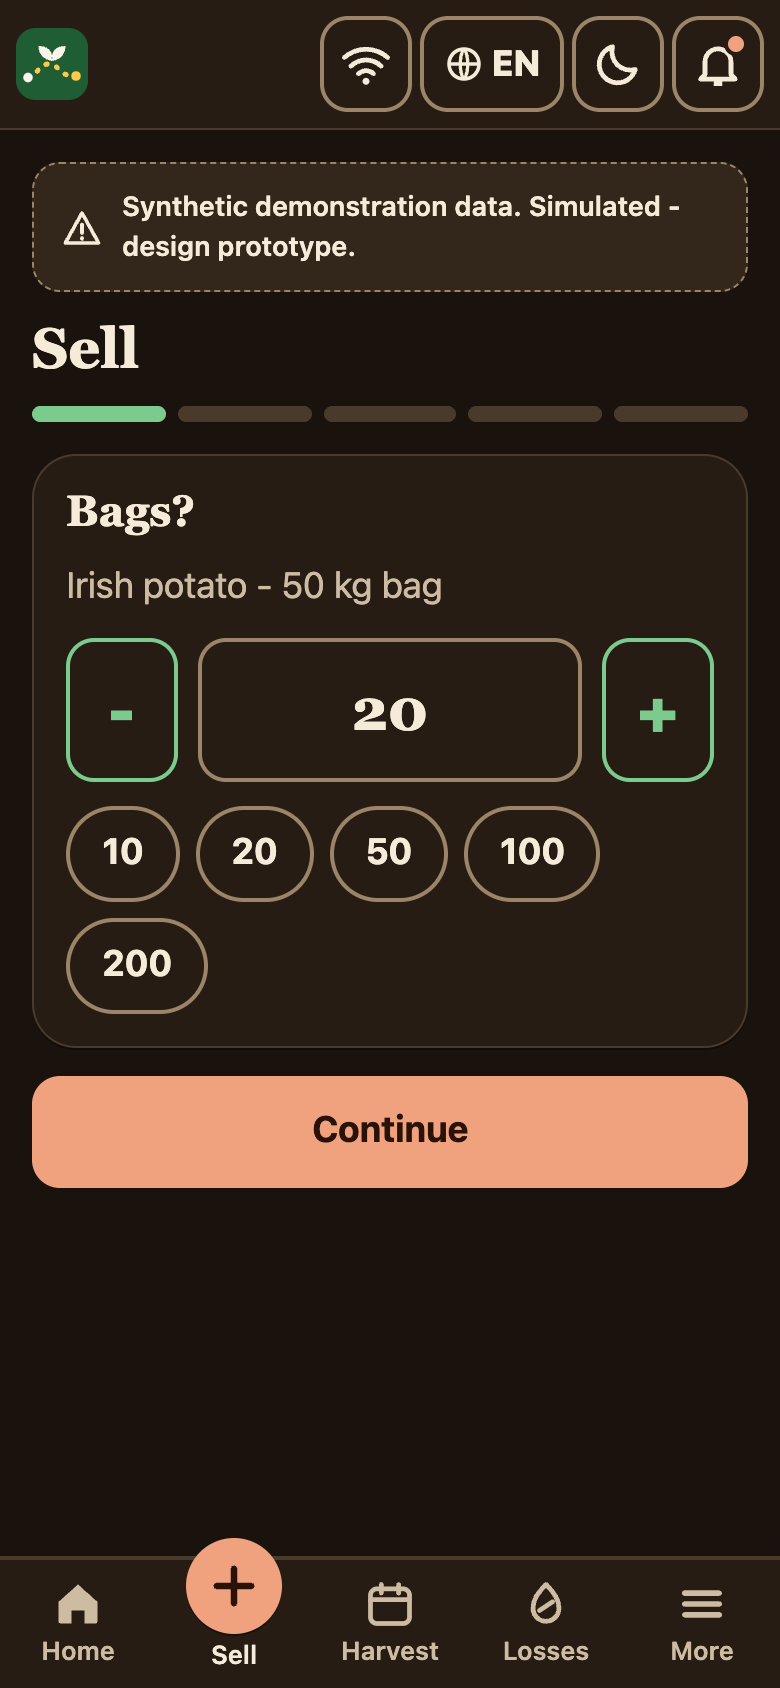 EN
Synthetic demonstration data. Simulated -
design prototype.
Sell
Bags?
Irish potato - 50 kg bag
- 20 +
10 20 50 100
200
Continue
Home Sell Harvest Losses More